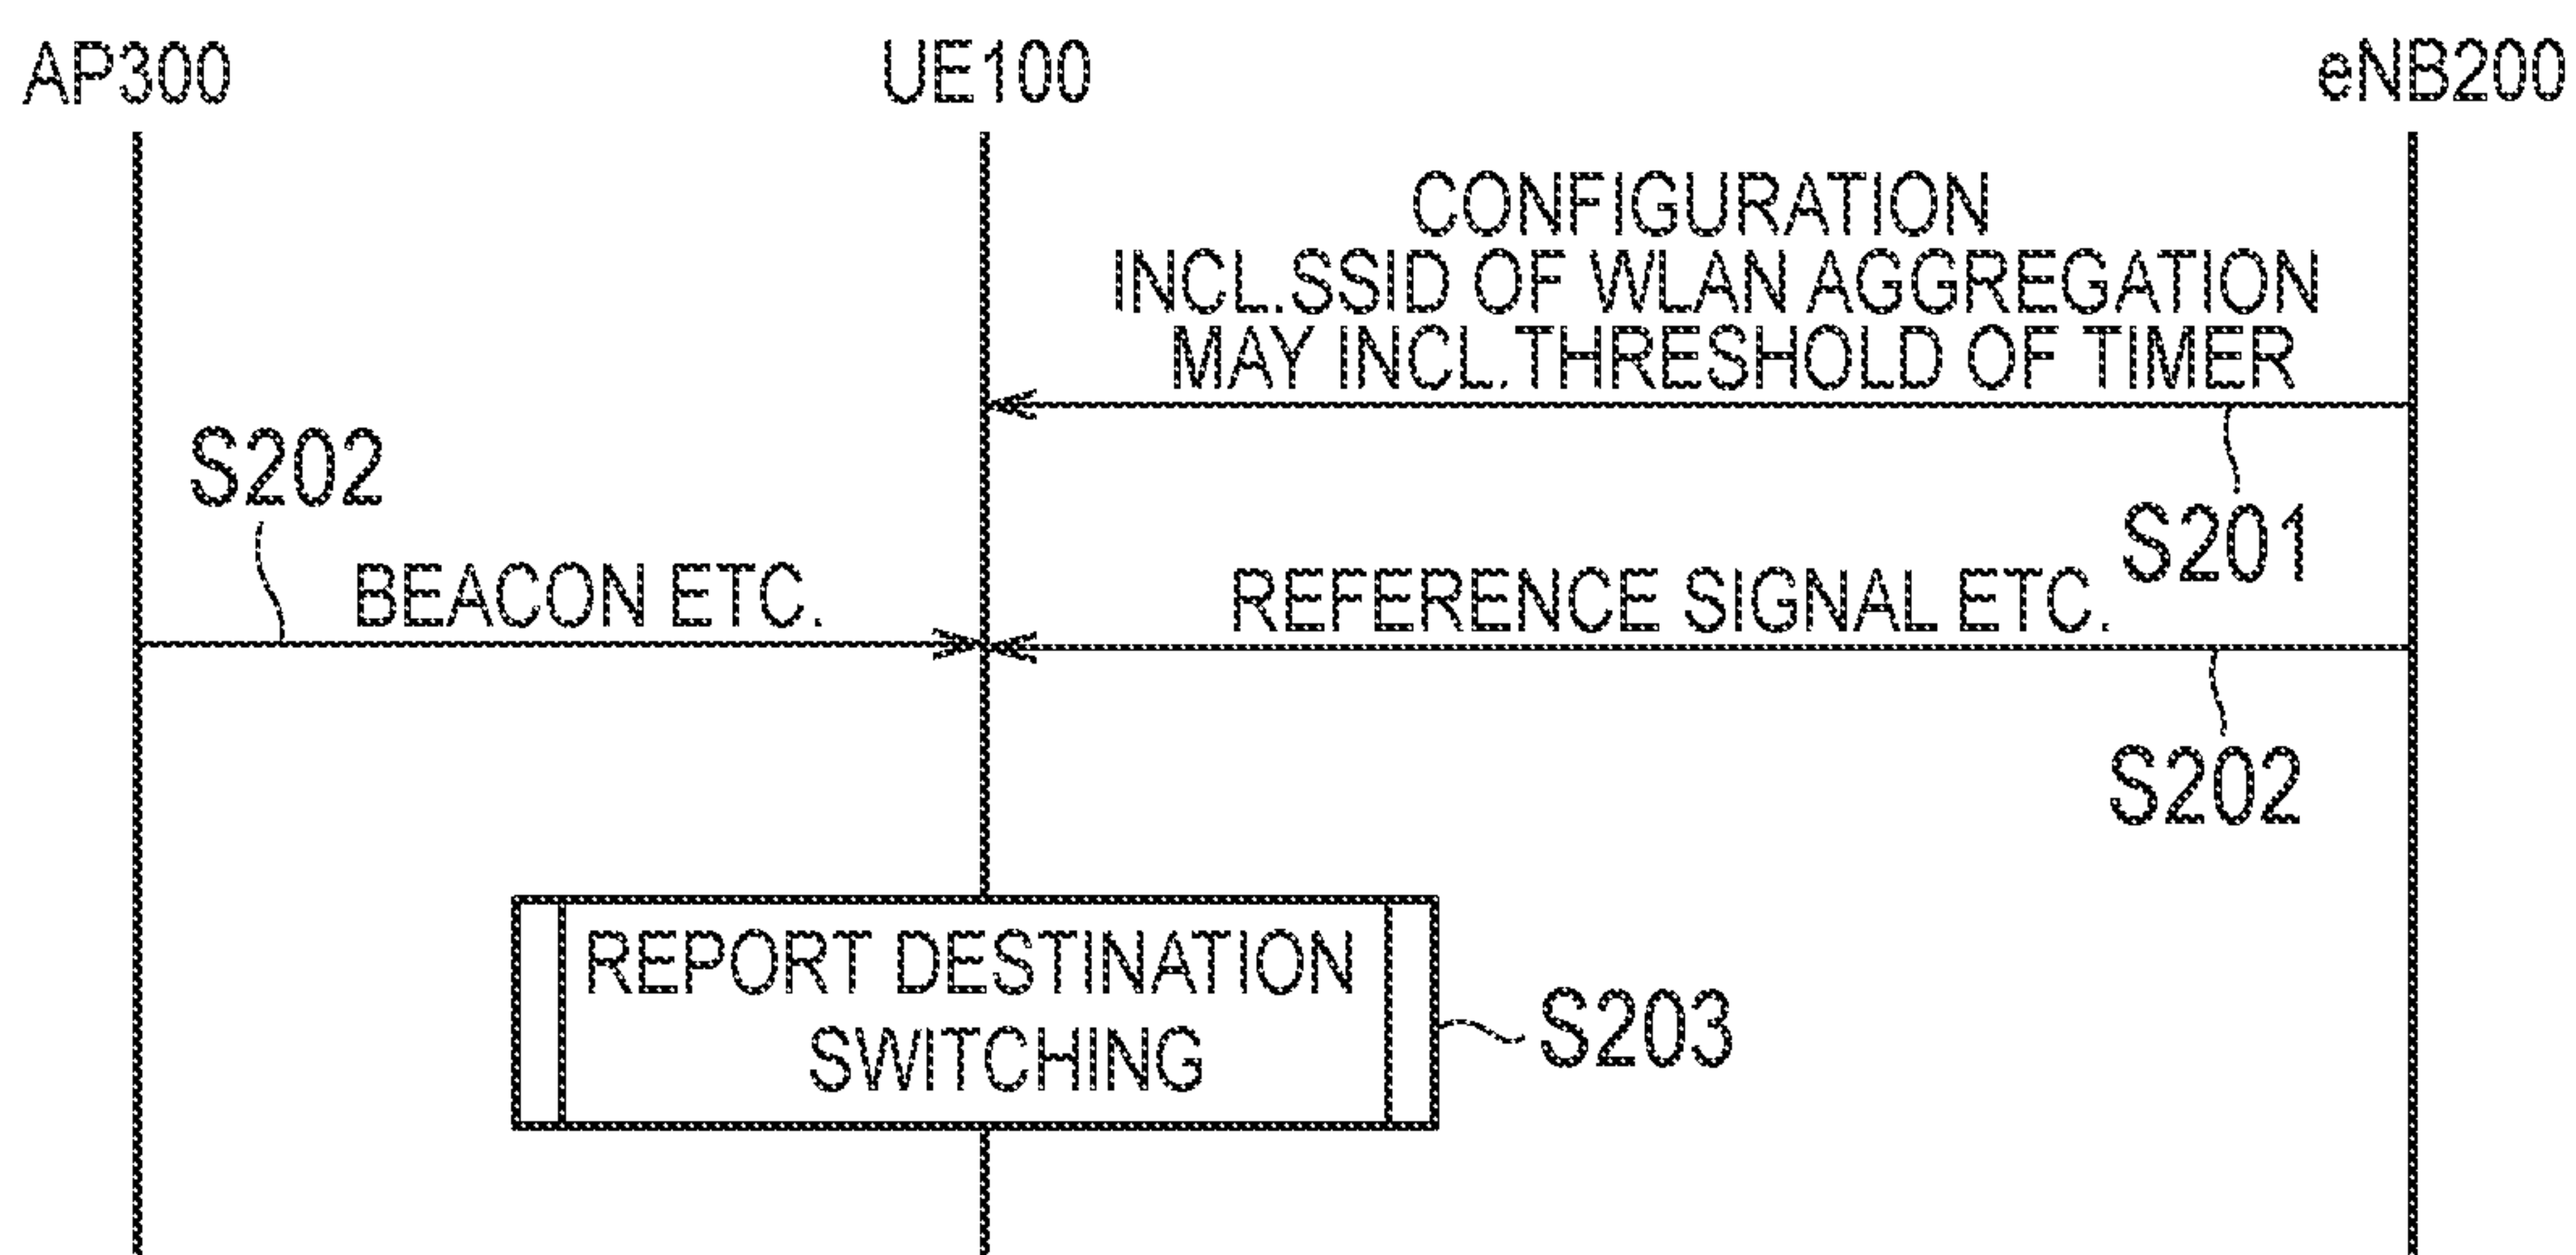 AP300
UE100
eNB200
CONFIGURATION
INCL.SSID OF WLAN AGGREGATION
MAY INCL.THRESHOLD OF TIMER
S201
S202
BEACON ETC.
REFERENCE SIGNAL ETC.
S202
REPORT DESTINATION
SWITCHING
S203